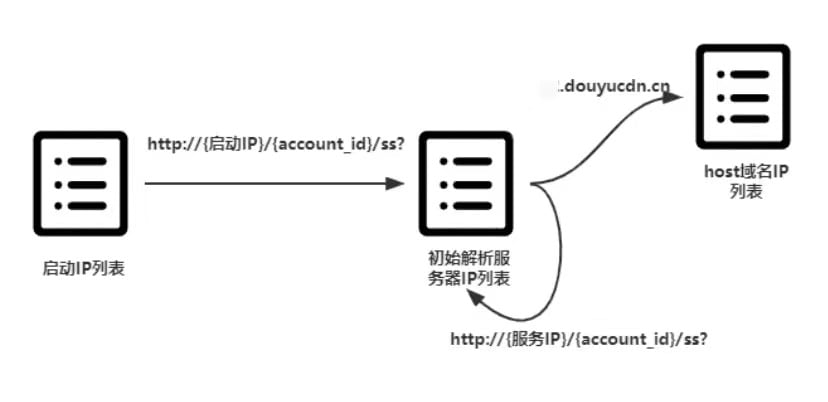 .douyucdn.cn
http://{启动IP}/{account_id}/ss?
host域名IP
列表
启动IP列表
初始解析服
务器IP列表
http://{服务IP}/{account_id}/ss?